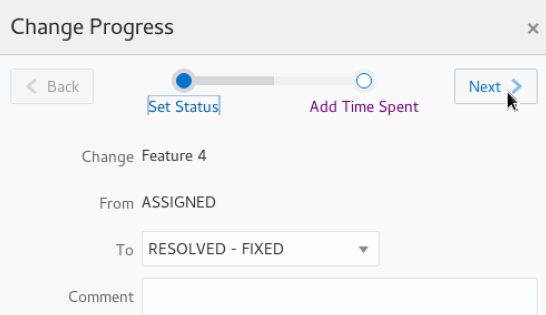 Change Progress ×
Back Next
Set Status Add Time Spent
Change Feature 4
From ASSIGNED
To RESOLVED - FIXED
Comment